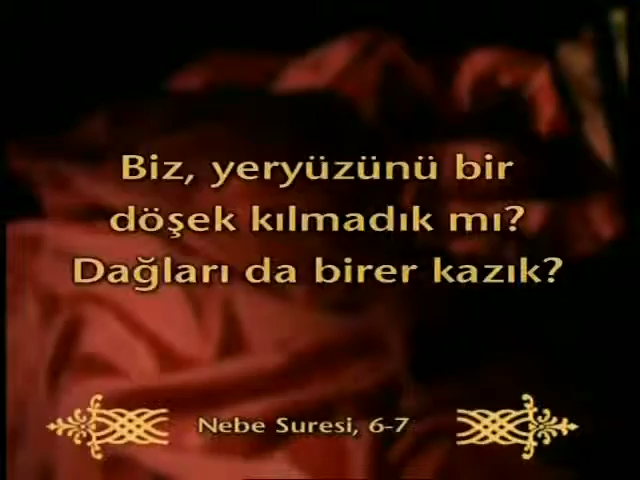 Biz, yeryüzünü bir
döşek kılmadık mı?
Dağları da birer kazık?
Nebe Suresi, 6-7